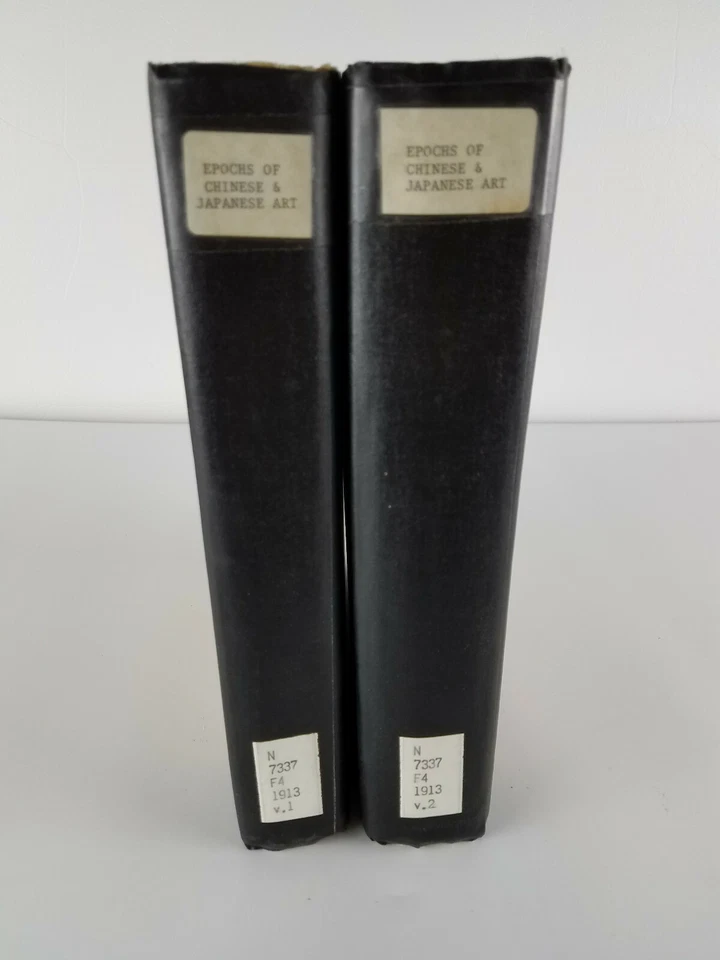 EPOCHS OF
CHINESE &
JAPANESE ART
EPOCHS OF
CHINESE &
JAPANESE ART
N
7337
F4
1913
v.1
N
7337
F4
1913
v.2